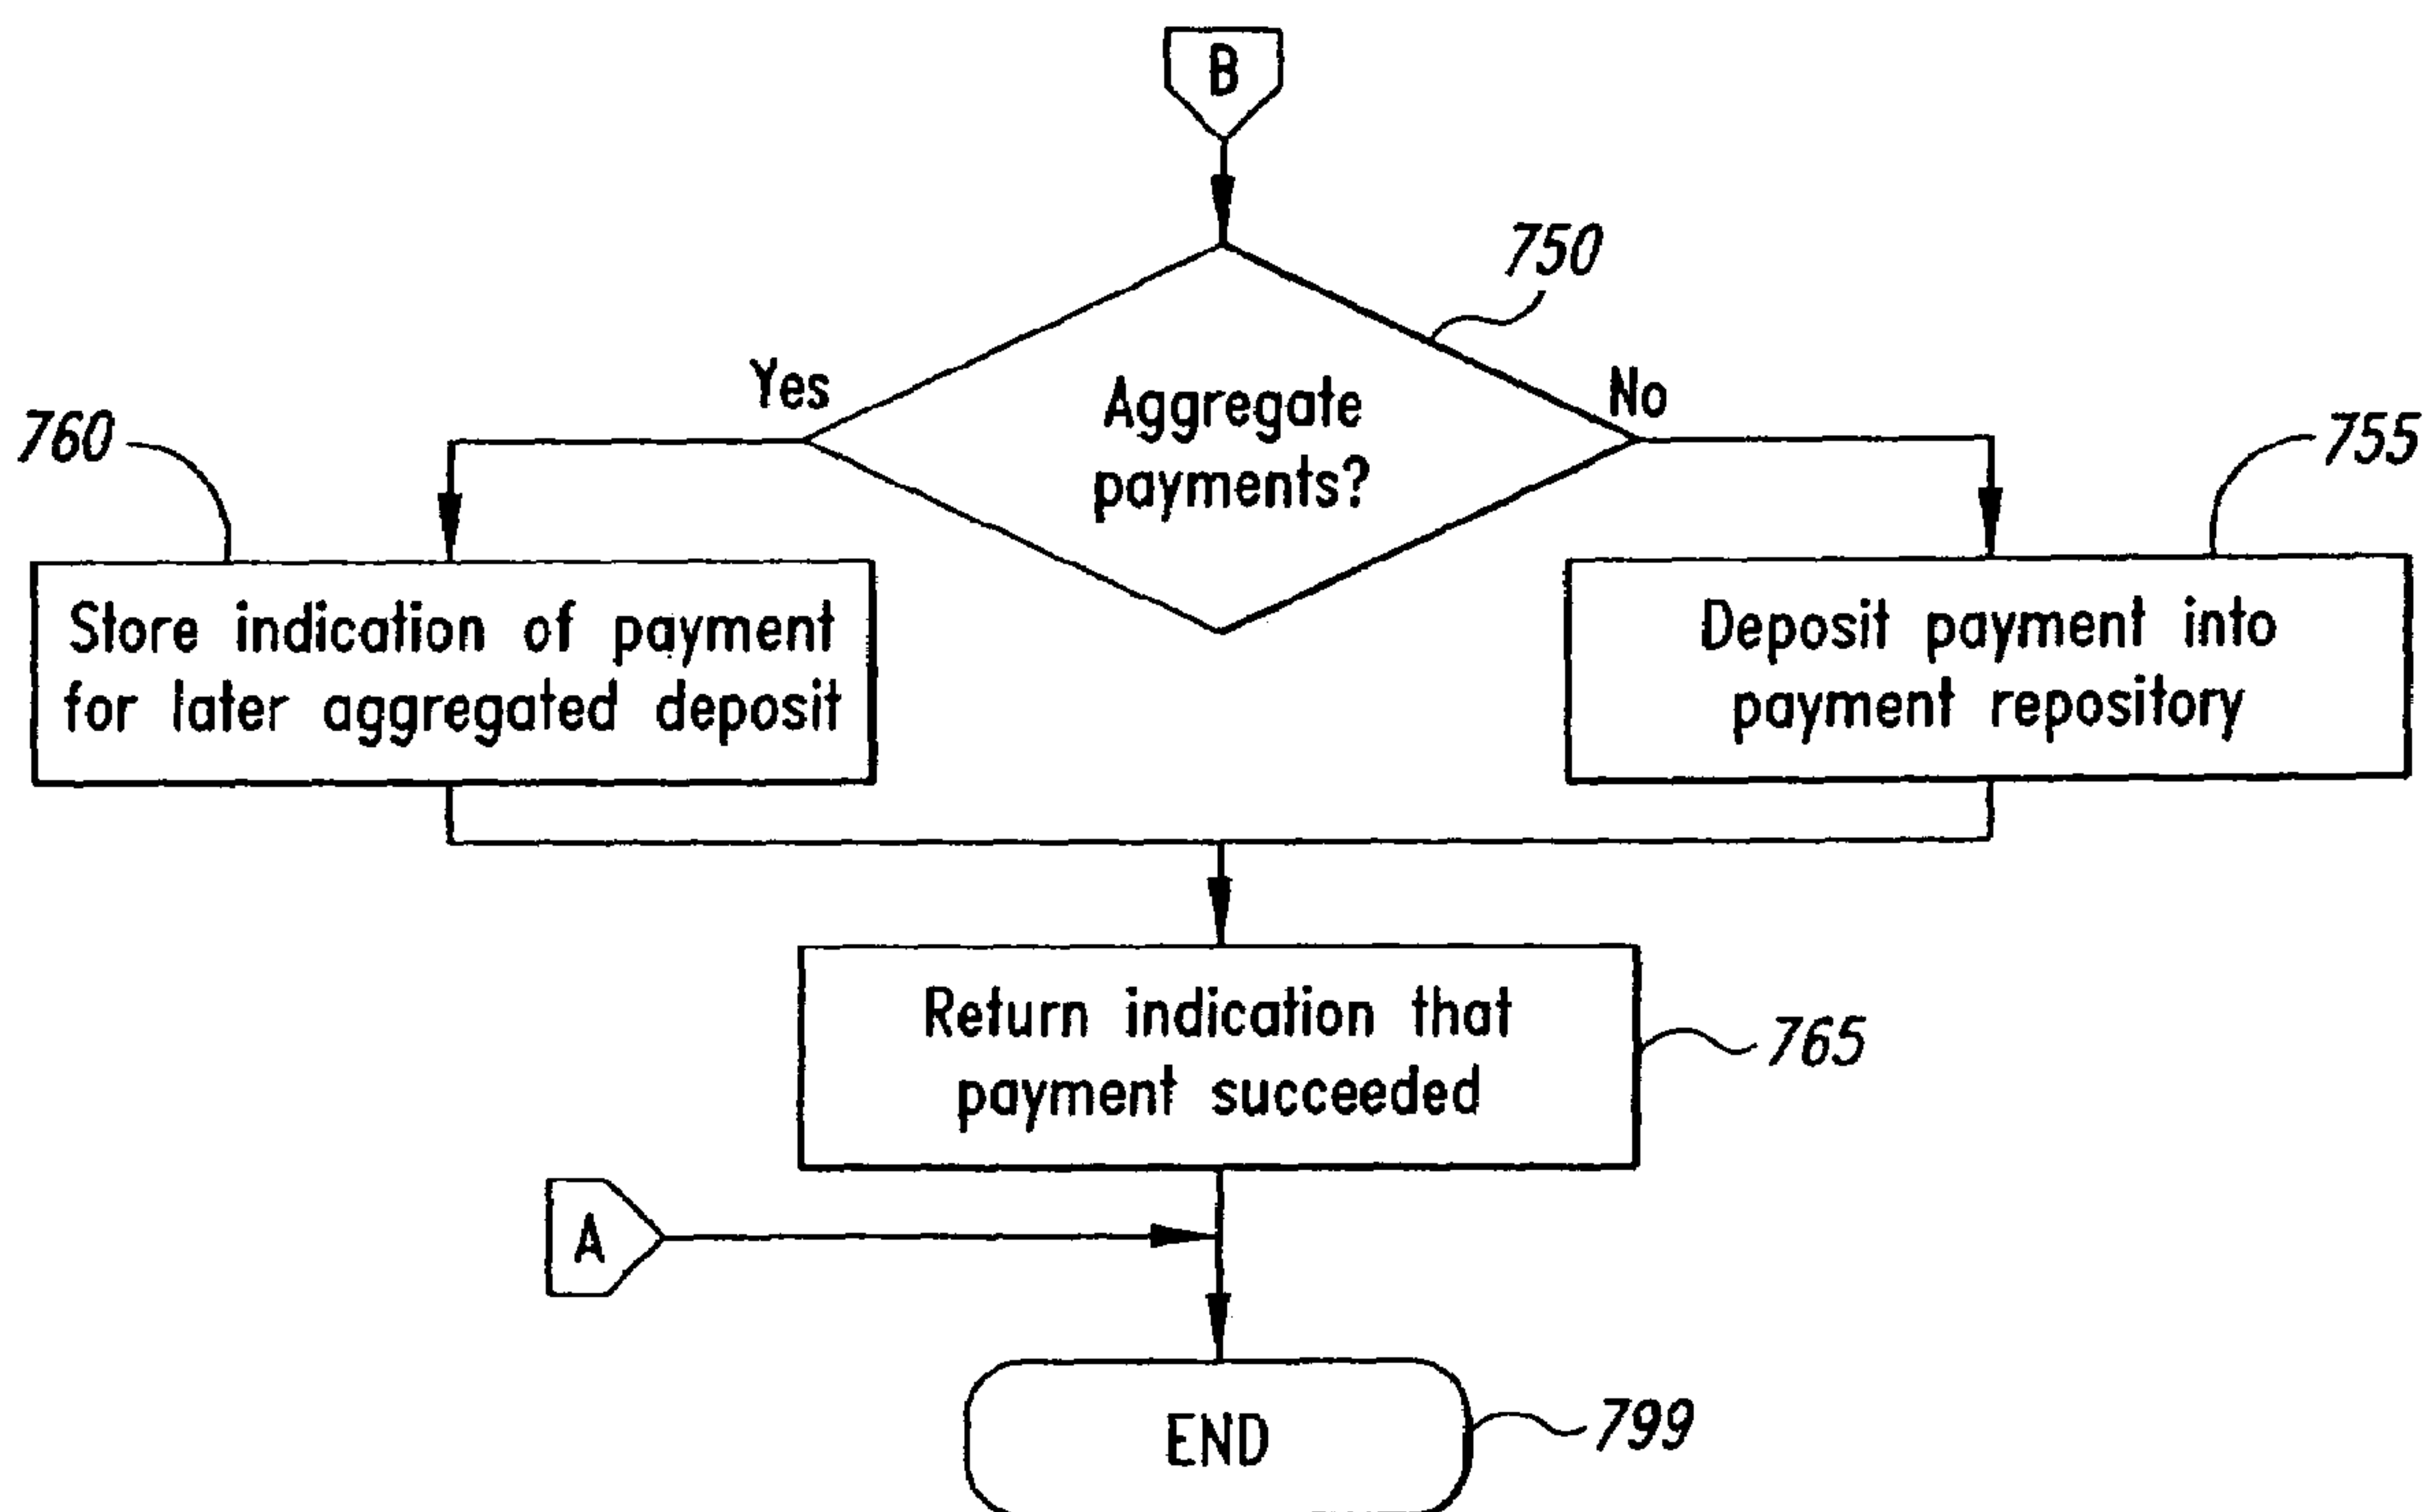 B
750
Yes
Aggregate
payments?
No
760
755
Store indication of payment
for later aggregated deposit
Deposit payment into
payment repository
Return indication that
payment succeeded
765
A
END
799